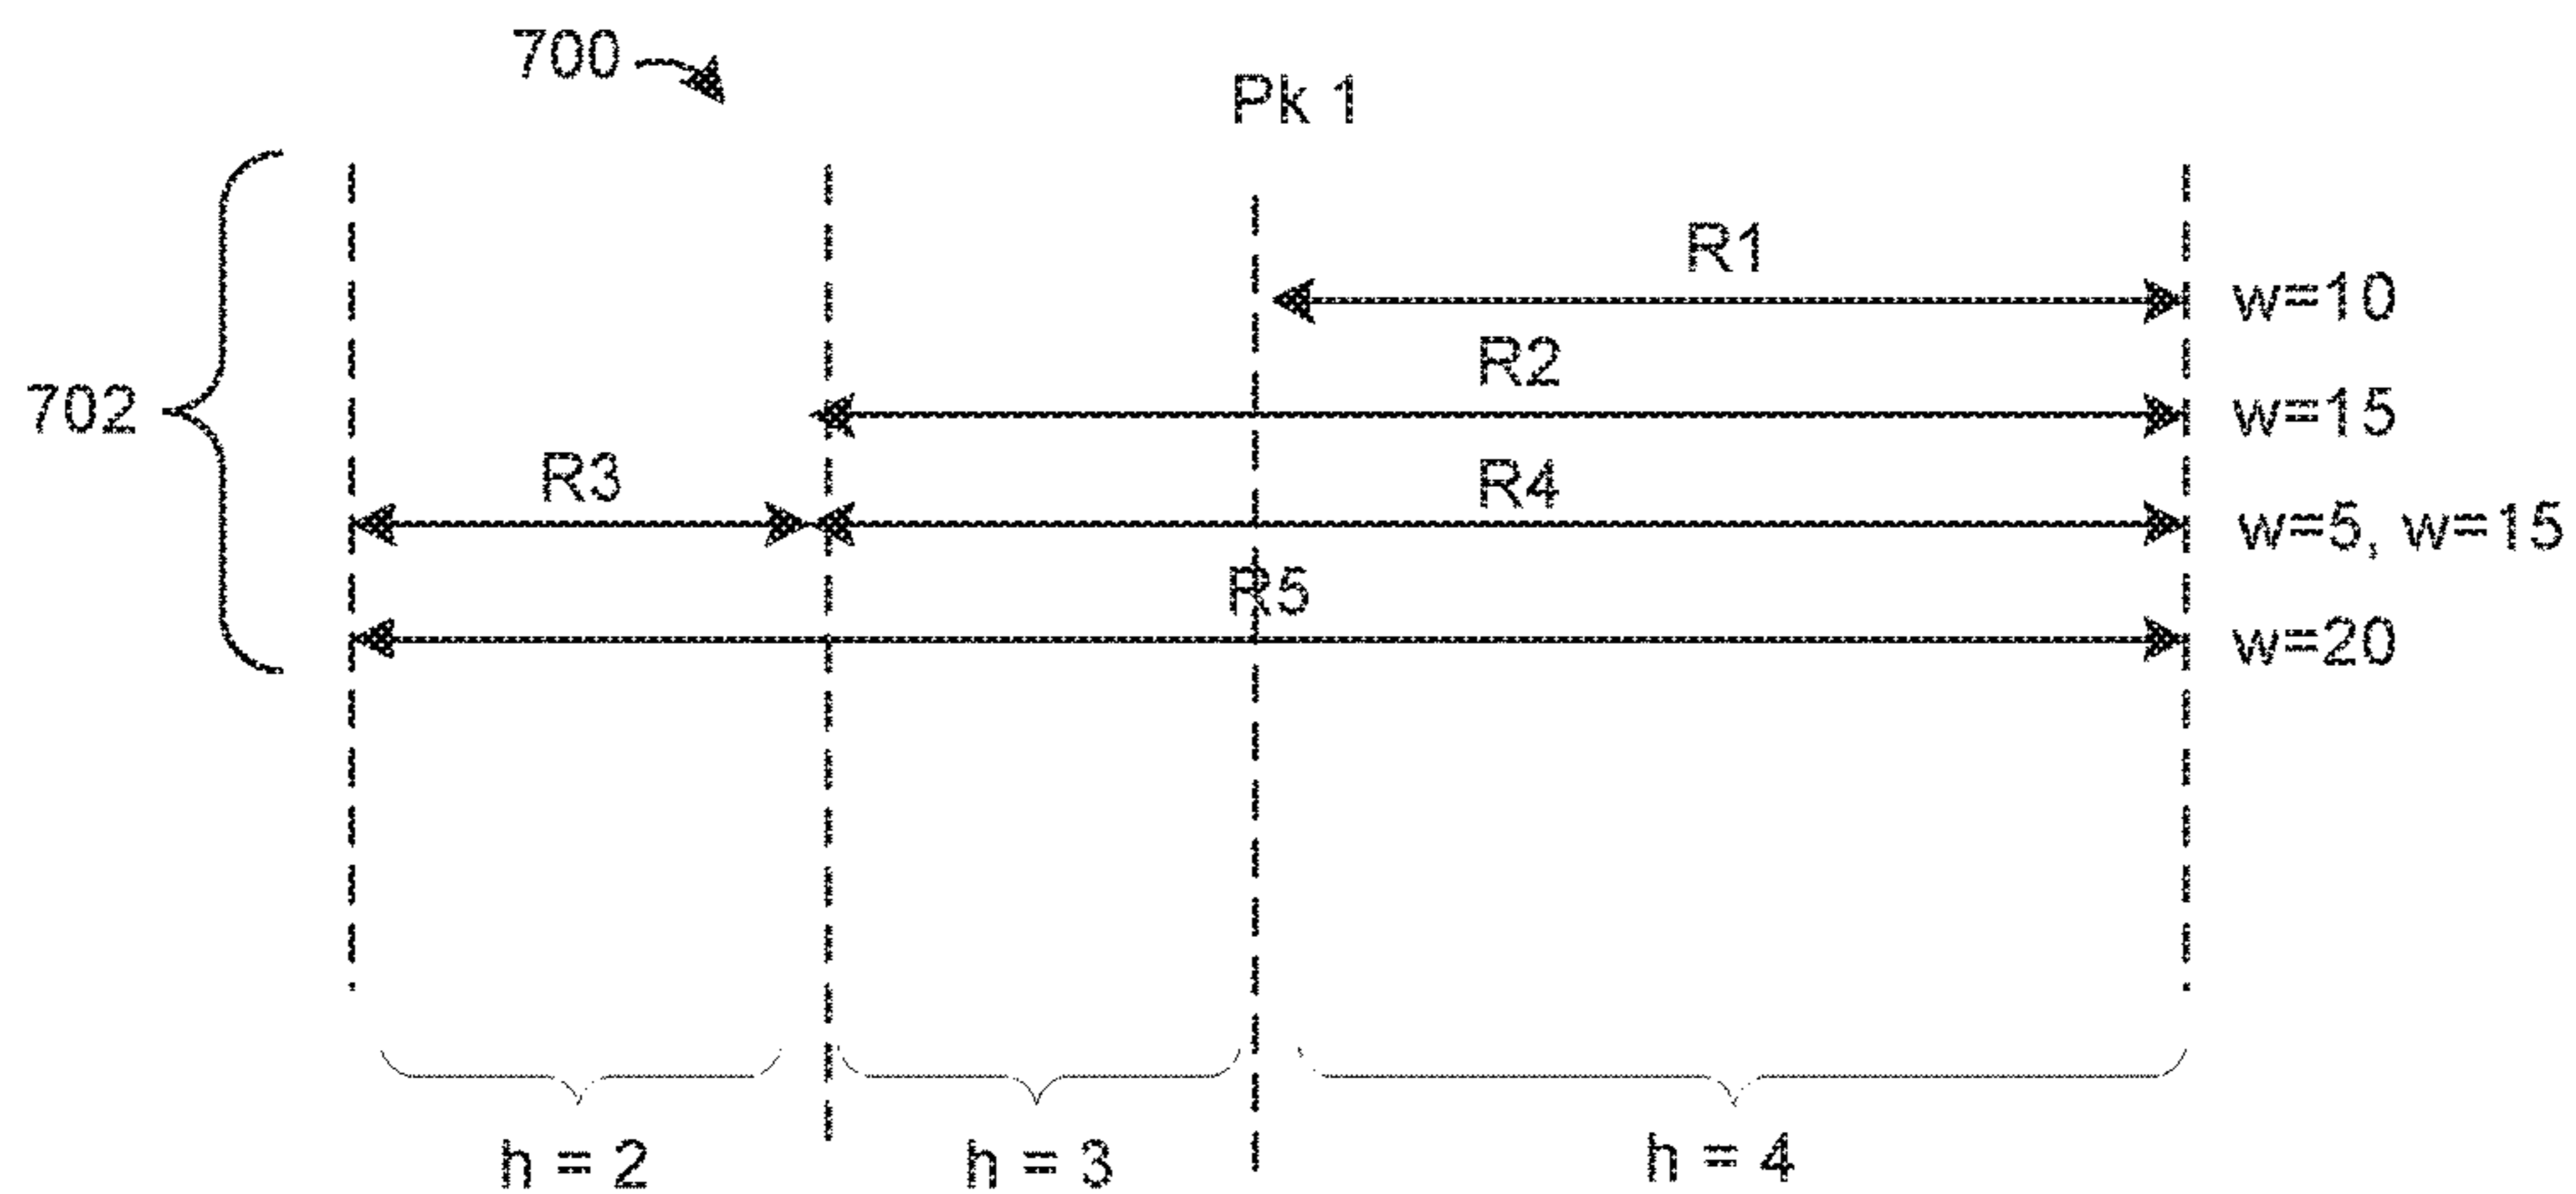 700
Pk 1
R1
w=10
R2
702
w=15
R3
R4
w=5, w=15
R5
w=20
h = 2
h = 3
h = 4